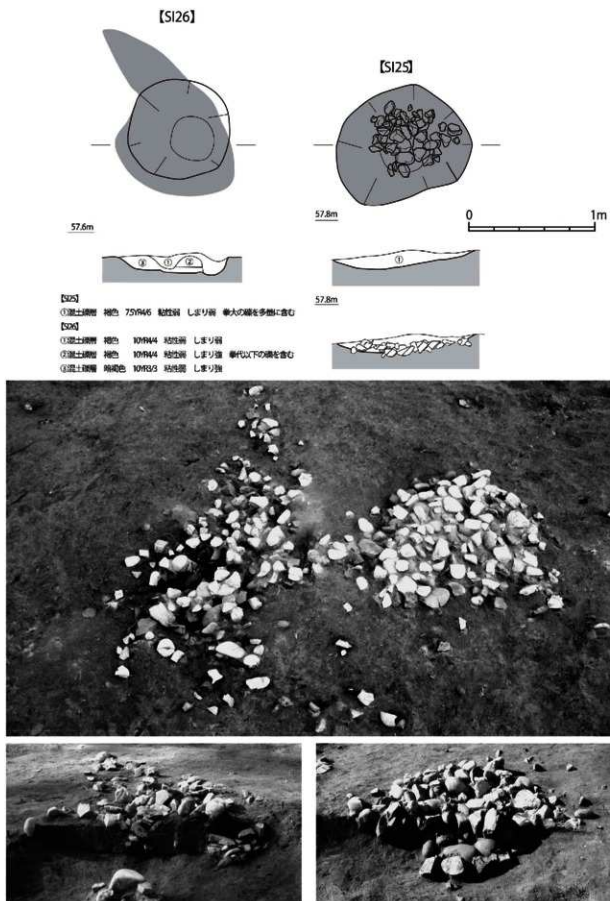 【SI26】
【SI25】
57.6m
57.8m
0 1m
③ ① ②
①
57.8m
[SI25]
①混土礫層 褐色 7.5YR4/6 粘性弱 しまり弱 拳大の礫を多量に含む
[SI26]
①混土礫層 褐色 10YR4/4 粘性弱 しまり弱
②混土礫層 褐色 10YR4/4 粘性弱 しまり強 拳代以下の礫を含む
③混土礫層 暗褐色 10YR3/3 粘性弱 しまり強